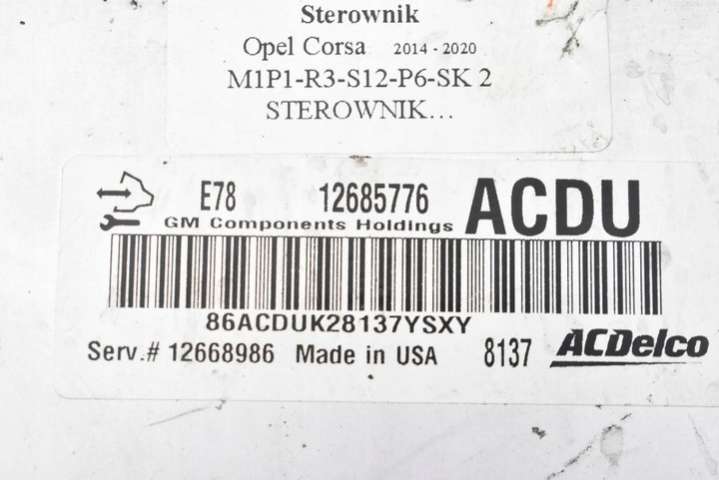 Sterownik
Opel Corsa 2014 - 2020
M1P1-R3-S12-P6-SK 2
STEROWNIK...
E78 12685776 ACDU
GM Components Holdings
86ACDUK28137YSXY
Serv.# 12668986 Made in USA 8137 ACDelco